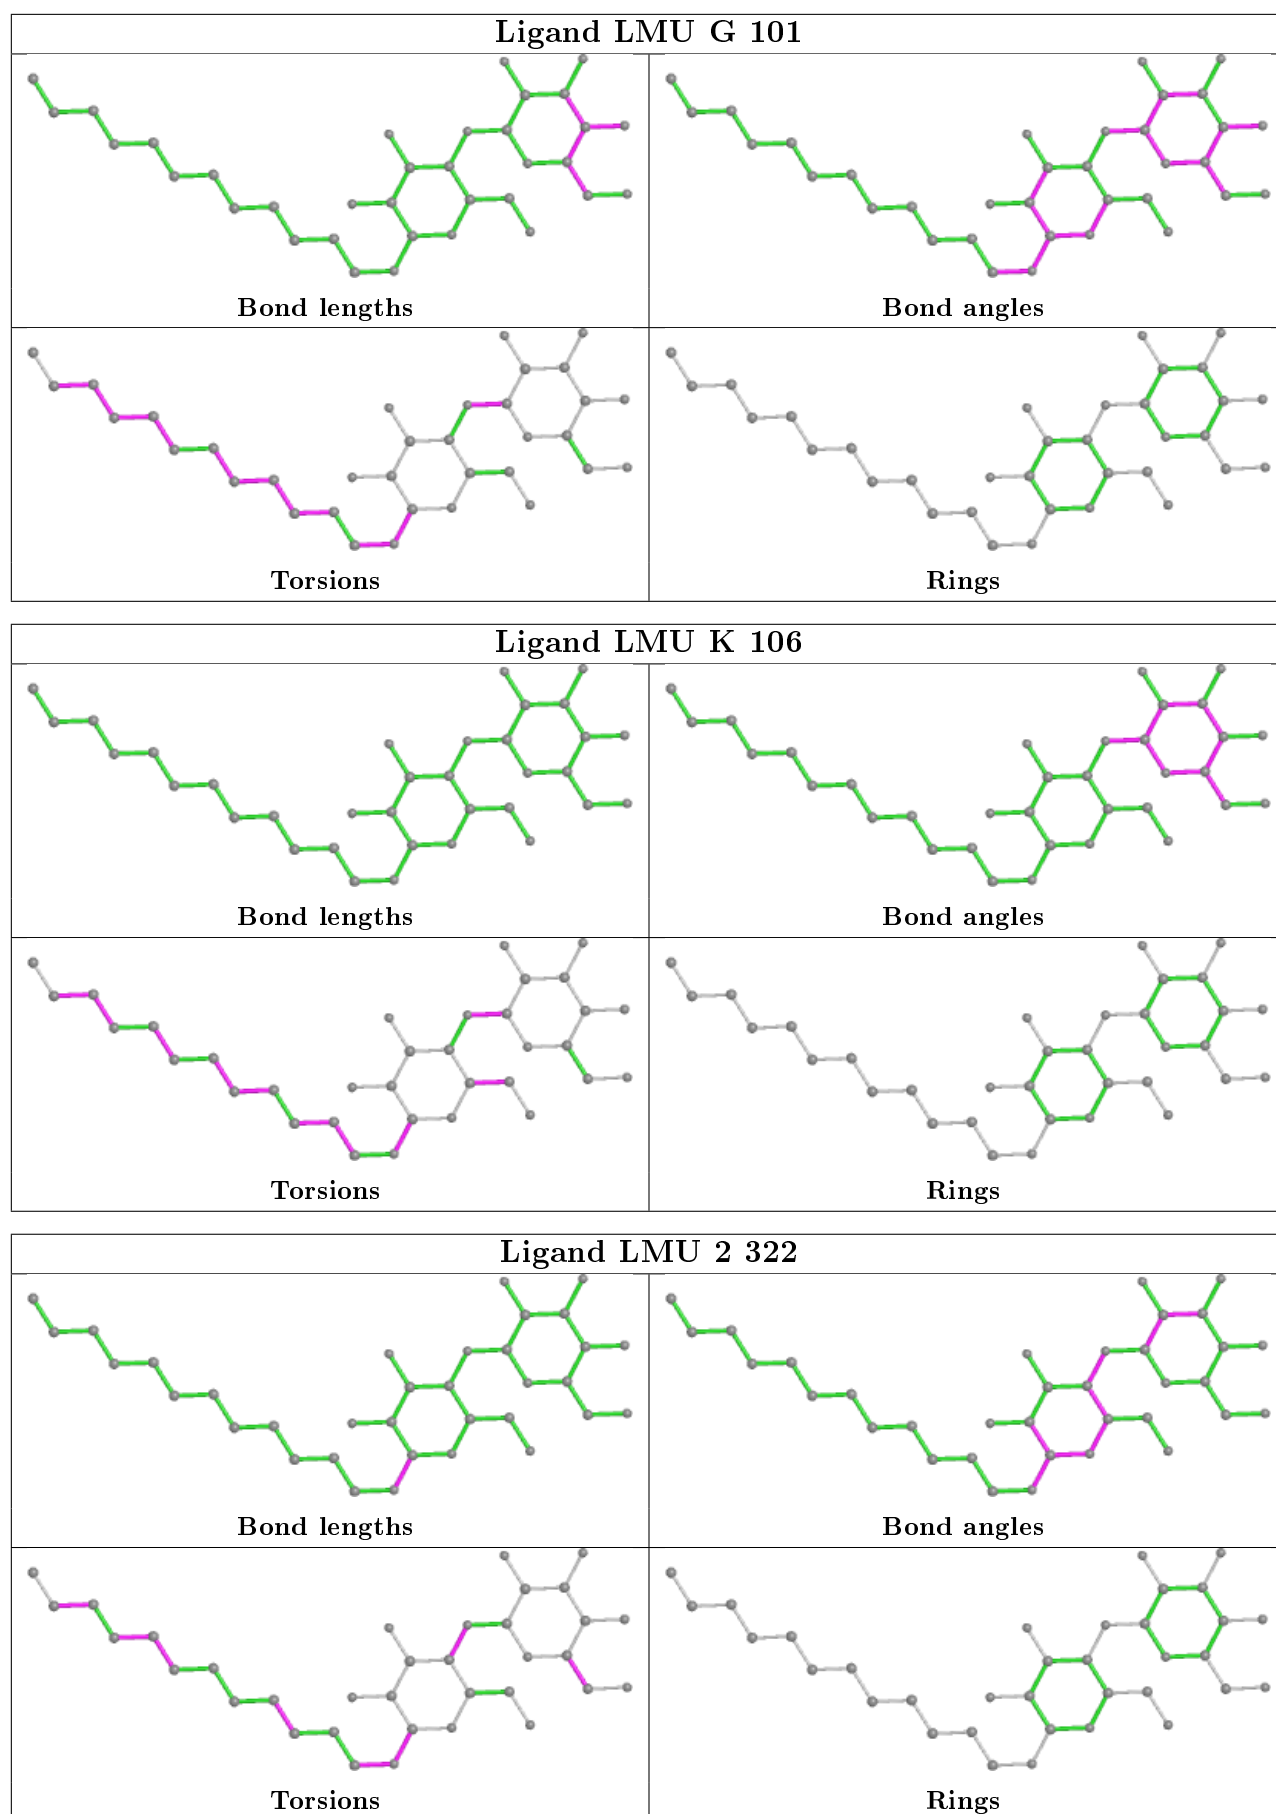 Ligand LMU G 101
Bond lengths
Bond angles
Torsions
Rings
Ligand LMU K 106
Bond lengths
Bond angles
Torsions
Rings
Ligand LMU 2 322
Bond lengths
Bond angles
Torsions
Rings